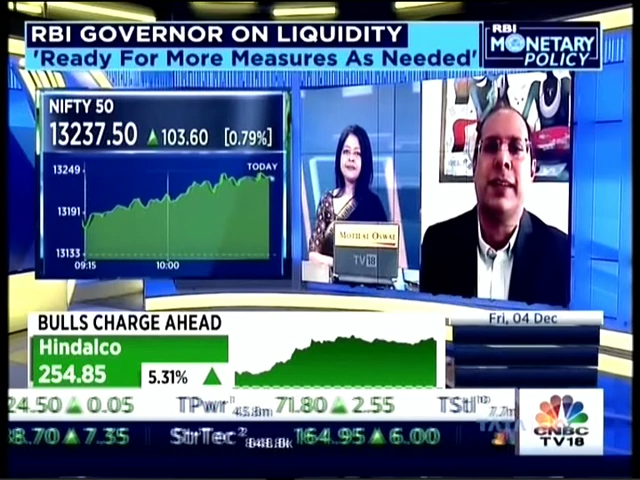 RBI GOVERNOR ON LIQUIDITY
'Ready For More Measures As Needed'
RBI
MONETARY
POLICY
NIFTY 50
13237.50 ▲ 103.60 [0.79%]
TODAY
13249
13191
13133
09:15 10:00
MOTILAL OSWAL
TV18
BULLS CHARGE AHEAD
Hindalco
254.85 5.31% ▲
Fri, 04 Dec
24.50 ▲ 0.05 TPwr 71.80 ▲ 2.55 TStl
8.70 ▲ 7.35 StrTec 164.95 ▲ 6.00
CNBC
TV18